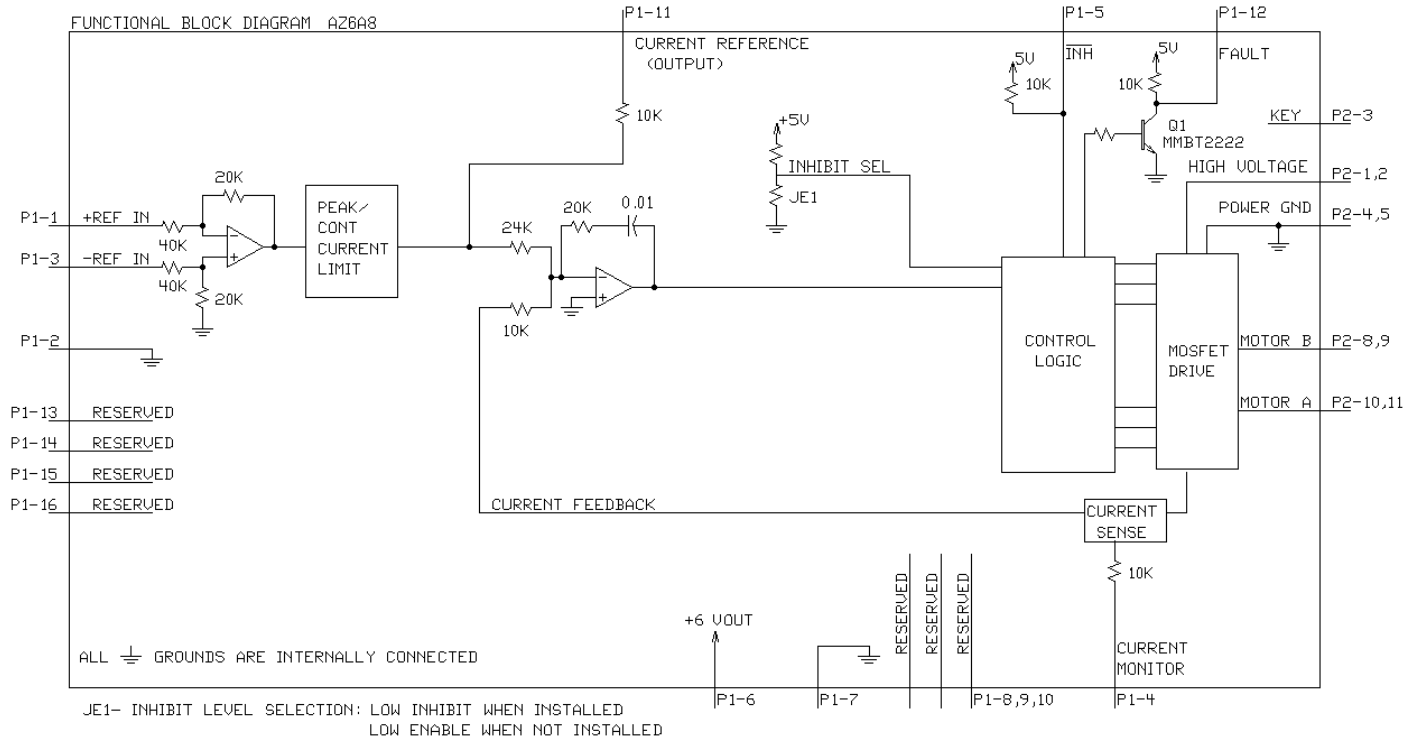 FUNCTIONAL BLOCK DIAGRAM AZ6A8
P1-11
P1-5
P1-12
CURRENT REFERENCE
(OUTPUT)
INH
FAULT
5V
5V
10K
10K
10K
+5V
KEY
P2-3
Q1
MMBT2222
INHIBIT SEL
JE1
HIGH VOLTAGE
P2-1,2
20K
PEAK/
CONT
CURRENT
LIMIT
P1-1
+REF IN
40K
P1-3
-REF IN
40K
20K
24K
20K
0.01
10K
POWER GND
P2-4,5
P1-2
CONTROL
LOGIC
MOSFET
DRIVE
MOTOR B
P2-8,9
MOTOR A
P2-10,11
P1-13
RESERVED
P1-14
RESERVED
P1-15
RESERVED
P1-16
RESERVED
CURRENT FEEDBACK
CURRENT
SENSE
10K
RESERVED
RESERVED
RESERVED
+6 VOUT
CURRENT
MONITOR
ALL GROUNDS ARE INTERNALLY CONNECTED
P1-6
P1-7
P1-8,9,10
P1-4
JE1- INHIBIT LEVEL SELECTION: LOW INHIBIT WHEN INSTALLED
LOW ENABLE WHEN NOT INSTALLED